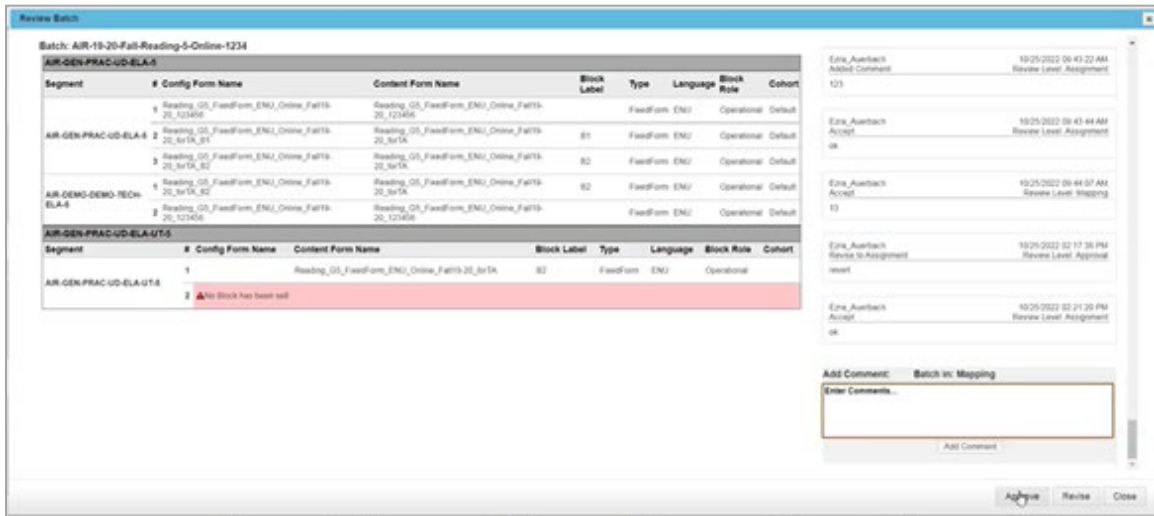 Review Batch
Batch: AIR-19-20-Fall-Reading-5-Online-1234
AIR-GEN-PRAC-UD-ELA-5
Segment # Config Form Name Content Form Name Block Label Type Language Block Role Cohort
AIR-GEN-PRAC-UD-ELA-5
1 Reading_G5_FixedForm_ENU_Online_Fall19-20_123456 Reading_G5_FixedForm_ENU_Online_Fall19-20_123456 FixedForm ENU Operational Default
2 Reading_G5_FixedForm_ENU_Online_Fall19-20_forTA_B1 Reading_G5_FixedForm_ENU_Online_Fall19-20_forTA B1 FixedForm ENU Operational Default
3 Reading_G5_FixedForm_ENU_Online_Fall19-20_forTA_B2 Reading_G5_FixedForm_ENU_Online_Fall19-20_forTA B2 FixedForm ENU Operational Default
AIR-DEMO-DEMO-TECH-ELA-5
1 Reading_G5_FixedForm_ENU_Online_Fall19-20_forTA_B2 Reading_G5_FixedForm_ENU_Online_Fall19-20_forTA B2 FixedForm ENU Operational Default
2 Reading_G5_FixedForm_ENU_Online_Fall19-20_123456 Reading_G5_FixedForm_ENU_Online_Fall19-20_123456 FixedForm ENU Operational Default
AIR-GEN-PRAC-UD-ELA-UT-5
Segment # Config Form Name Content Form Name Block Label Type Language Block Role Cohort
AIR-GEN-PRAC-UD-ELA-UT-5
1 Reading_G5_FixedForm_ENU_Online_Fall19-20_forTA B2 FixedForm ENU Operational
2 No Block has been set!
Ezra_Auerbach 10/25/2022 09:43:22 AM
Added Comment Review Level: Assignment
123
Ezra_Auerbach 10/25/2022 09:43:44 AM
Accept Review Level: Assignment
ok
Ezra_Auerbach 10/25/2022 09:44:07 AM
Accept Review Level: Mapping
13
Ezra_Auerbach 10/25/2022 02:17:35 PM
Revise to Assignment Review Level: Approval
revert
Ezra_Auerbach 10/25/2022 02:21:20 PM
Accept Review Level: Assignment
ok
Add Comment: Batch in: Mapping
Enter Comments...
Add Comment
Approve Revise Close